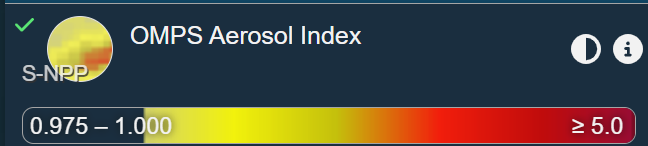 OMPS Aerosol Index
S-NPP
0.975 – 1.000 ≥ 5.0